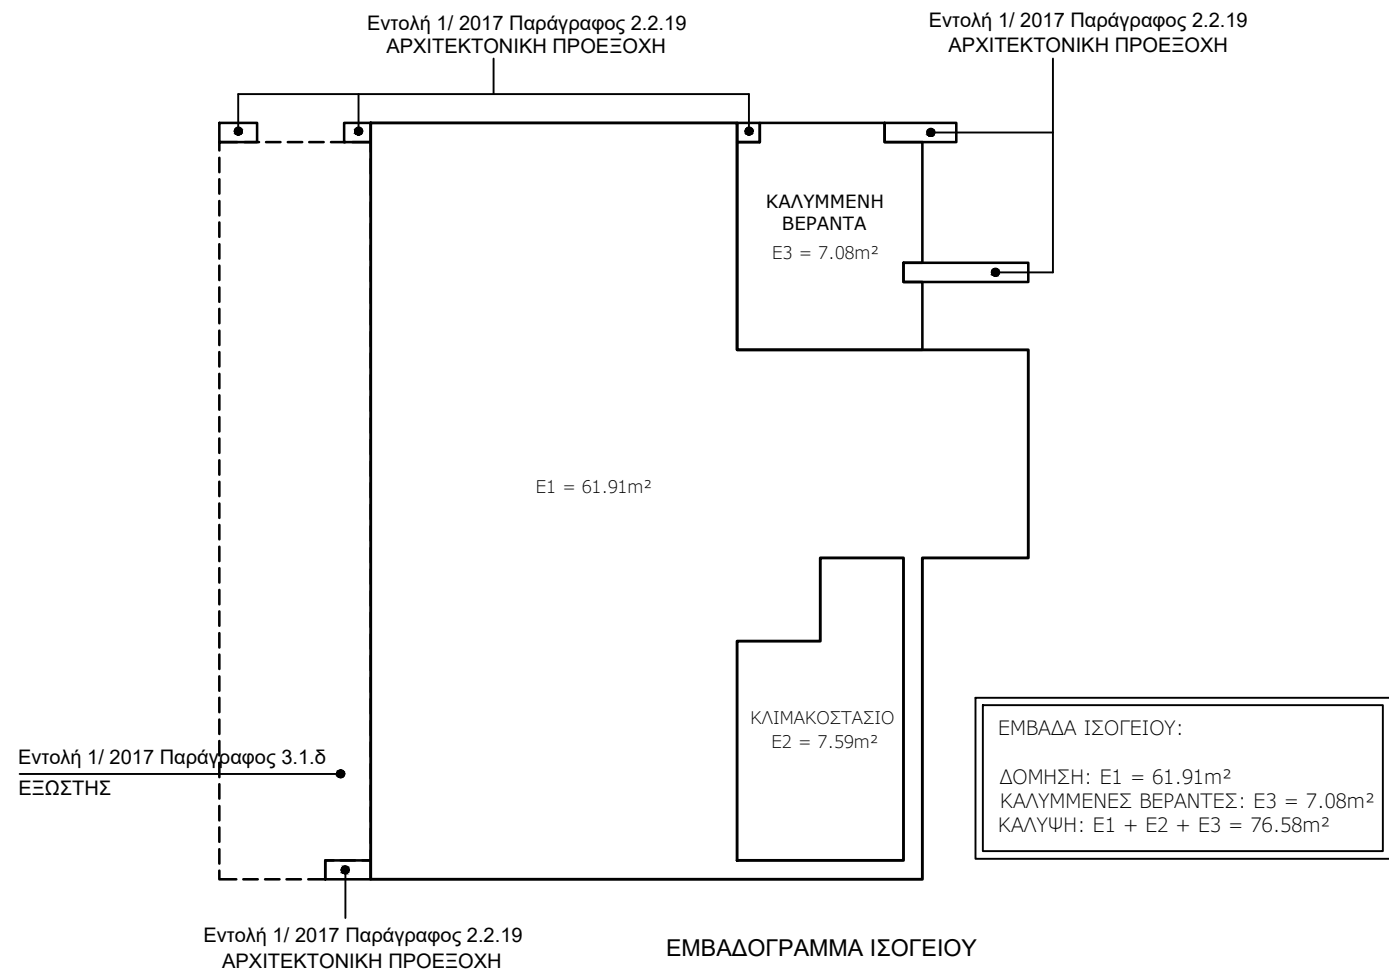 Εντολή 1/ 2017 Παράγραφος 2.2.19
ΑΡΧΙΤΕΚΤΟΝΙΚΗ ΠΡΟΕΞΟΧΗ
Εντολή 1/ 2017 Παράγραφος 2.2.19
ΑΡΧΙΤΕΚΤΟΝΙΚΗ ΠΡΟΕΞΟΧΗ
ΚΑΛΥΜΜΕΝΗ
ΒΕΡΑΝΤΑ
Ε3 = 7.08m²
Ε1 = 61.91m²
ΚΛΙΜΑΚΟΣΤΑΣΙΟ
Ε2 = 7.59m²
Εντολή 1/ 2017 Παράγραφος 3.1.δ
ΕΞΩΣΤΗΣ
ΕΜΒΑΔΑ ΙΣΟΓΕΙΟΥ:
ΔΟΜΗΣΗ: Ε1 = 61.91m²
ΚΑΛΥΜΜΕΝΕΣ ΒΕΡΑΝΤΕΣ: Ε3 = 7.08m²
ΚΑΛΥΨΗ: Ε1 + Ε2 + Ε3 = 76.58m²
Εντολή 1/ 2017 Παράγραφος 2.2.19
ΑΡΧΙΤΕΚΤΟΝΙΚΗ ΠΡΟΕΞΟΧΗ
ΕΜΒΑΔΟΓΡΑΜΜΑ ΙΣΟΓΕΙΟΥ